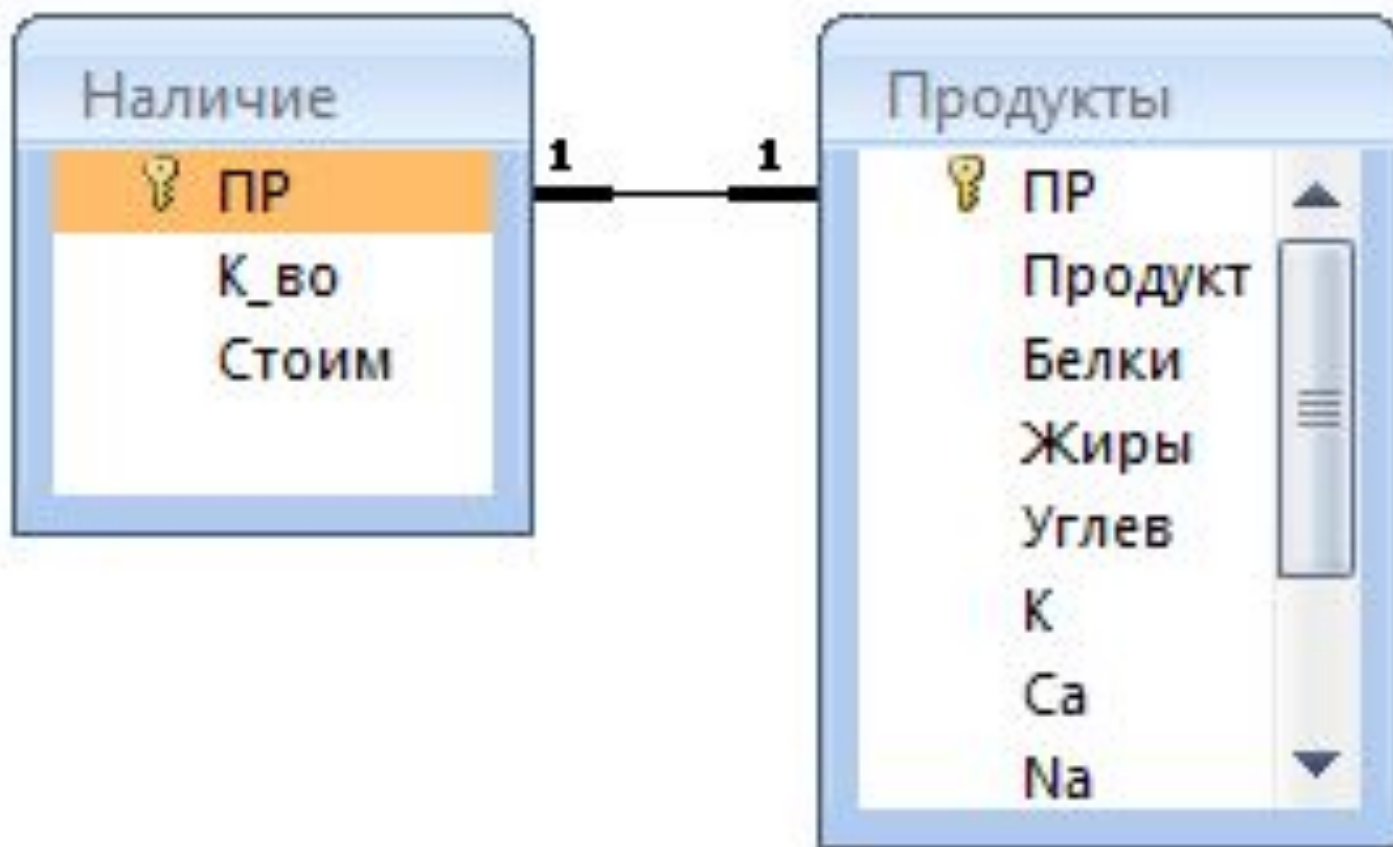 Наличие
ПР
К_во
Стоим
1 1
Продукты
ПР
Продукт
Белки
Жиры
Углев
К
Ca
Na